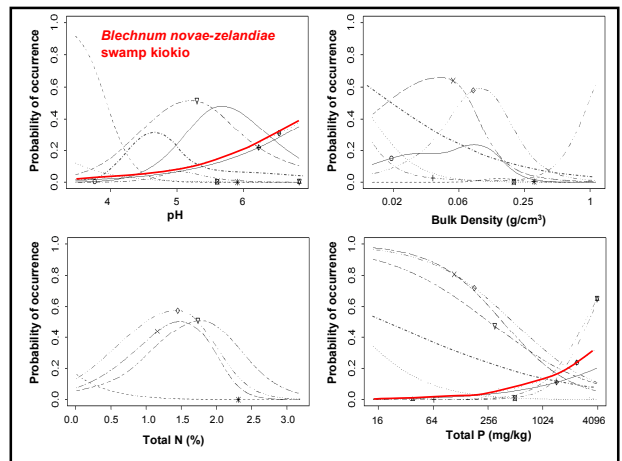 Blechnum novae-zelandiae
swamp kiokio
Probability of occurrence
0.0 0.2 0.4 0.6 0.8 1.0
4 5 6
pH
Probability of occurrence
0.0 0.2 0.4 0.6 0.8 1.0
0.02 0.06 0.25 1
Bulk Density (g/cm³)
Probability of occurrence
0.0 0.2 0.4 0.6 0.8 1.0
0.0 0.5 1.0 1.5 2.0 2.5 3.0
Total N (%)
Probability of occurrence
0.0 0.2 0.4 0.6 0.8 1.0
16 64 256 1024 4096
Total P (mg/kg)